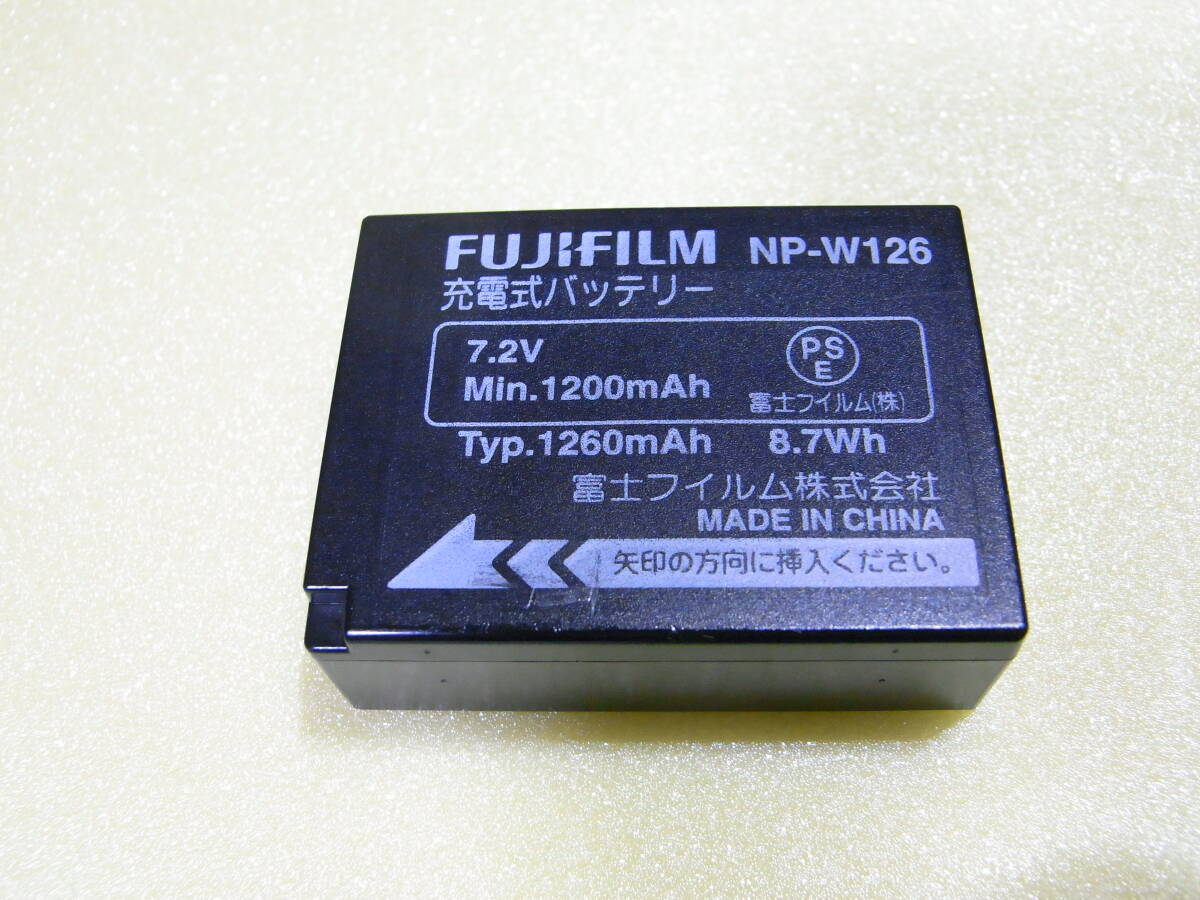 FUJIFILM NP-W126
充電式バッテリー
7.2V
Min.1200mAh
PS
E
富士フイルム(株)
Typ.1260mAh 8.7Wh
富士フイルム株式会社
MADE IN CHINA
矢印の方向に挿入ください。